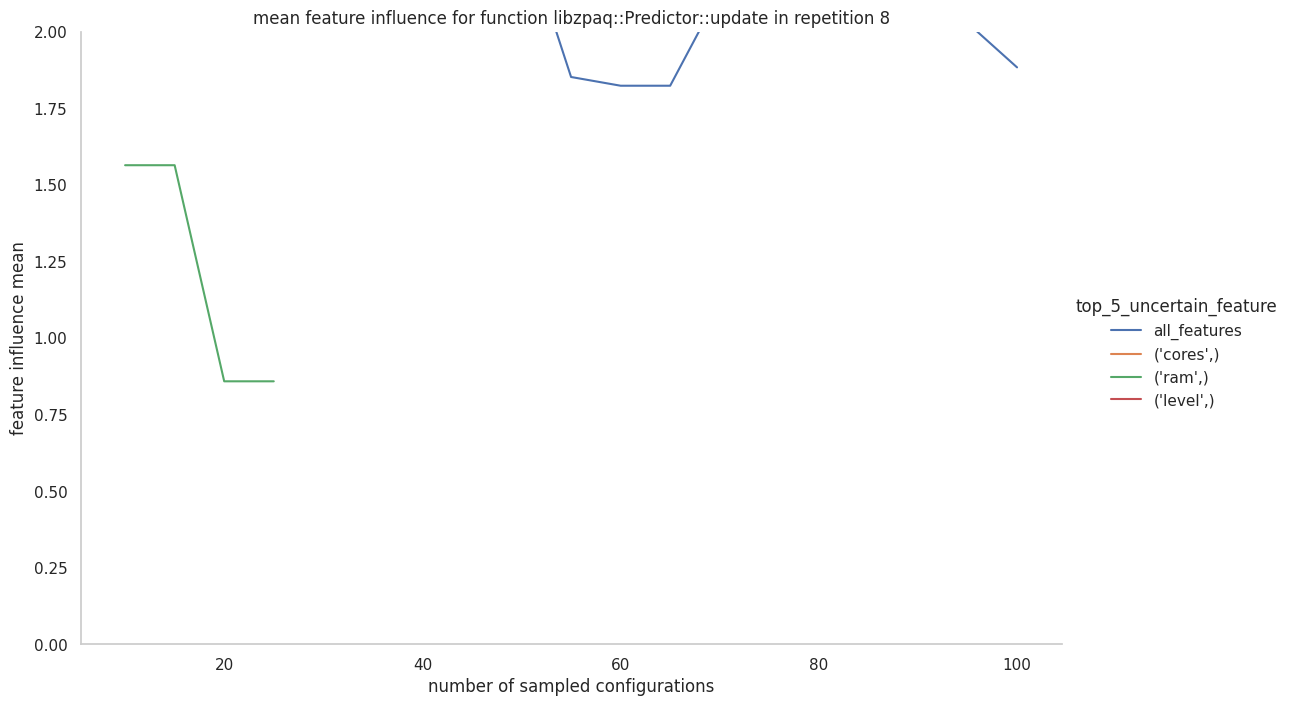 mean feature influence for function libzpaq::Predictor::update in repetition 8
2.00
1.75
1.50
1.25
1.00
0.75
0.50
0.25
0.00
feature influence mean
20 40 60 80 100
number of sampled configurations
top_5_uncertain_feature
all_features
('cores',)
('ram',)
('level',)